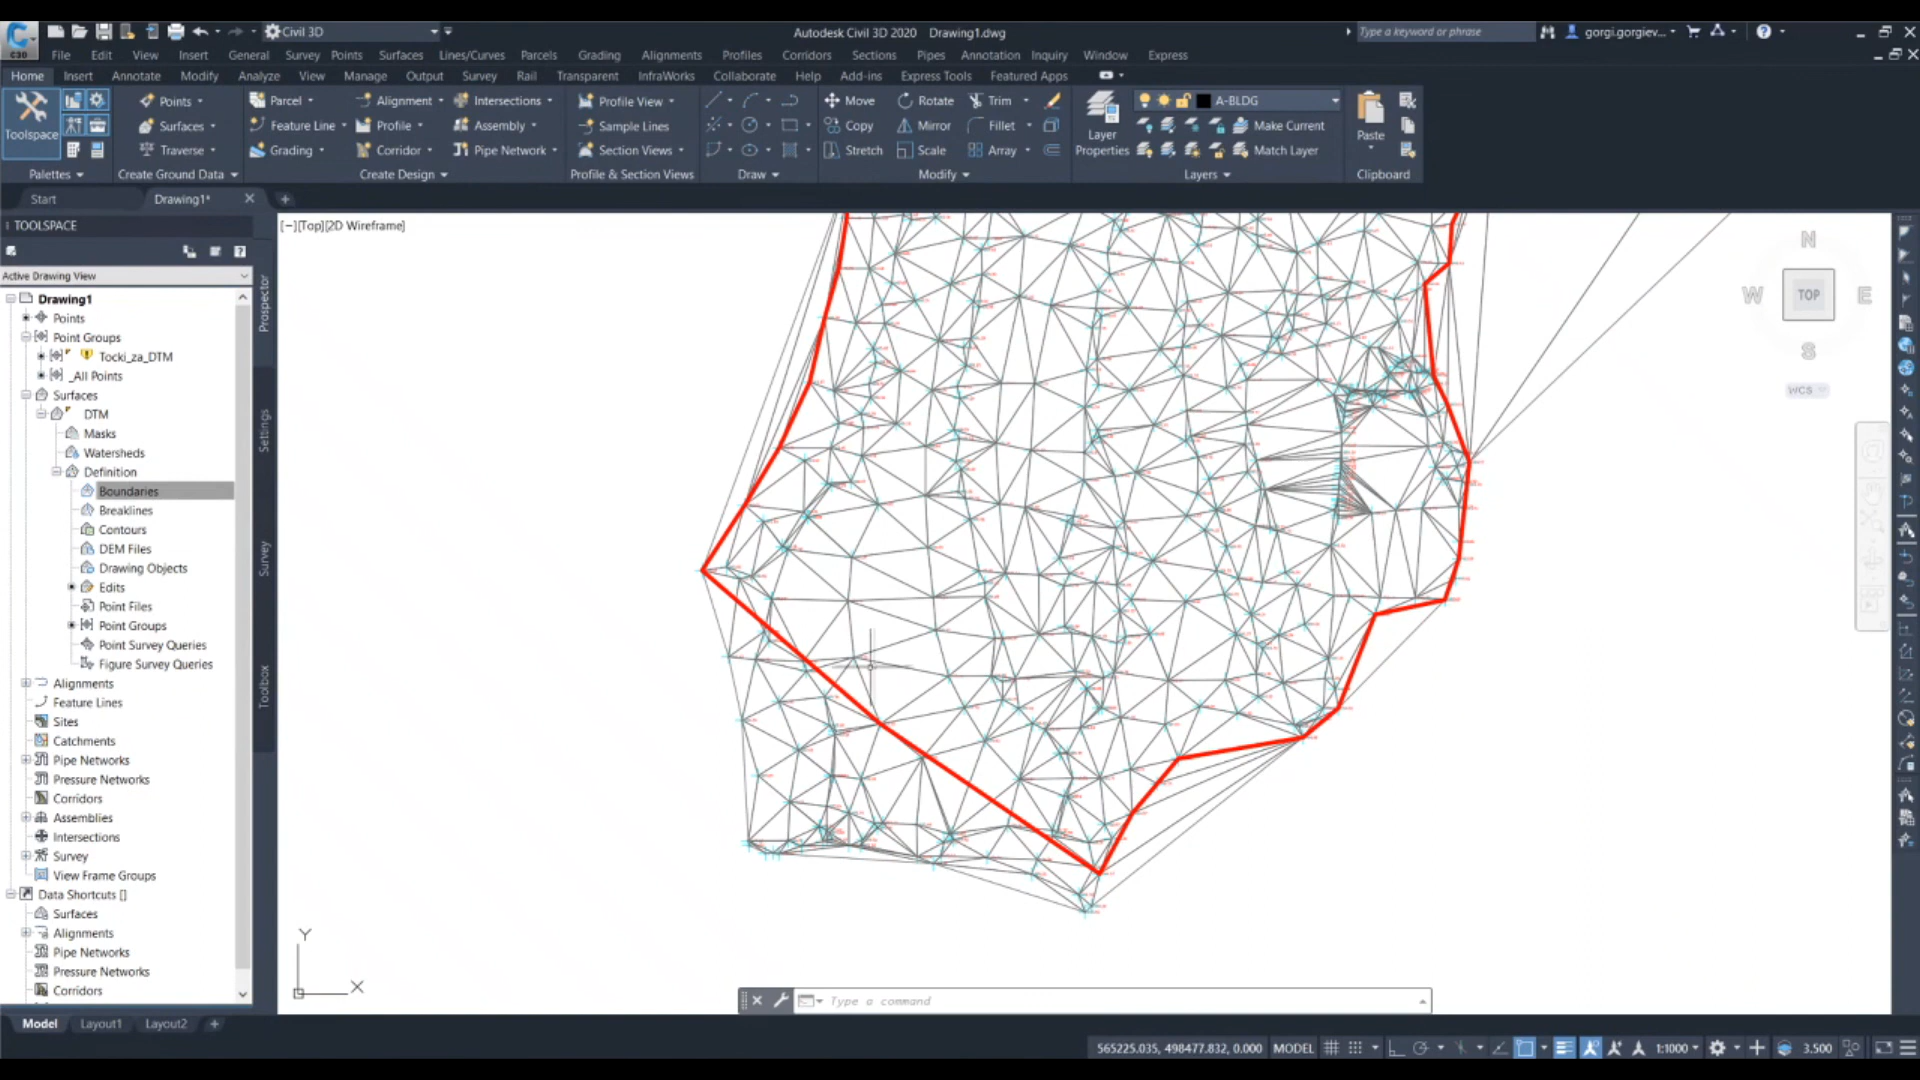 Civil 3D
Autodesk Civil 3D 2020 Drawing1.dwg
Type a keyword or phrase
gorgi.gorgiev...
C3D
File Edit View Insert General Survey Points Surfaces Lines/Curves Parcels Grading Alignments Profiles Corridors Sections Pipes Annotation Inquiry Window Express
Home Insert Annotate Modify Analyze View Manage Output Survey Rail Transparent InfraWorks Collaborate Help Add-ins Express Tools Featured Apps
Points Parcel Alignment Intersections Profile View Move Rotate Trim A-BLDG
Toolspace Surfaces Feature Line Profile Assembly Sample Lines Copy Mirror Fillet Layer Properties Make Current Paste
Traverse Grading Corridor Pipe Network Section Views Stretch Scale Array Match Layer
Palettes Create Ground Data Create Design Profile & Section Views Draw Modify Layers Clipboard
Start Drawing1*
TOOLSPACE
[−][Top][2D Wireframe]
Active Drawing View
Drawing1
Points
Point Groups
Tocki_za_DTM
_All Points
Surfaces
DTM
Masks
Watersheds
Definition
Boundaries
Breaklines
Contours
DEM Files
Drawing Objects
Edits
Point Files
Point Groups
Point Survey Queries
Figure Survey Queries
Alignments
Feature Lines
Sites
Catchments
Pipe Networks
Pressure Networks
Corridors
Assemblies
Intersections
Survey
View Frame Groups
Data Shortcuts []
Surfaces
Alignments
Pipe Networks
Pressure Networks
Corridors
Prospector
Settings
Survey
Toolbox
N
W TOP E
S
WCS
Y
X
Type a command
Model Layout1 Layout2
565225.035, 498477.832, 0.000 MODEL 1:1000 3.500